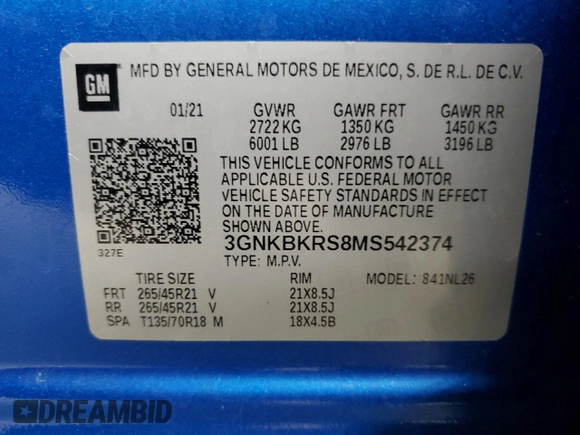 GM
MFD BY GENERAL MOTORS DE MEXICO, S. DE R.L. DE C.V.
01/21 GVWR GAWR FRT GAWR RR
2722 KG 1350 KG 1450 KG
6001 LB 2976 LB 3196 LB
THIS VEHICLE CONFORMS TO ALL
APPLICABLE U.S. FEDERAL MOTOR
VEHICLE SAFETY STANDARDS IN EFFECT
ON THE DATE OF MANUFACTURE
SHOWN ABOVE.
327E 3GNKBKRS8MS542374
TYPE: M.P.V. MODEL: 841NL26
TIRE SIZE RIM
FRT 265/45R21 V 21X8.5J
RR 265/45R21 V 21X8.5J
SPA T135/70R18 M 18X4.5B
DREAMBID